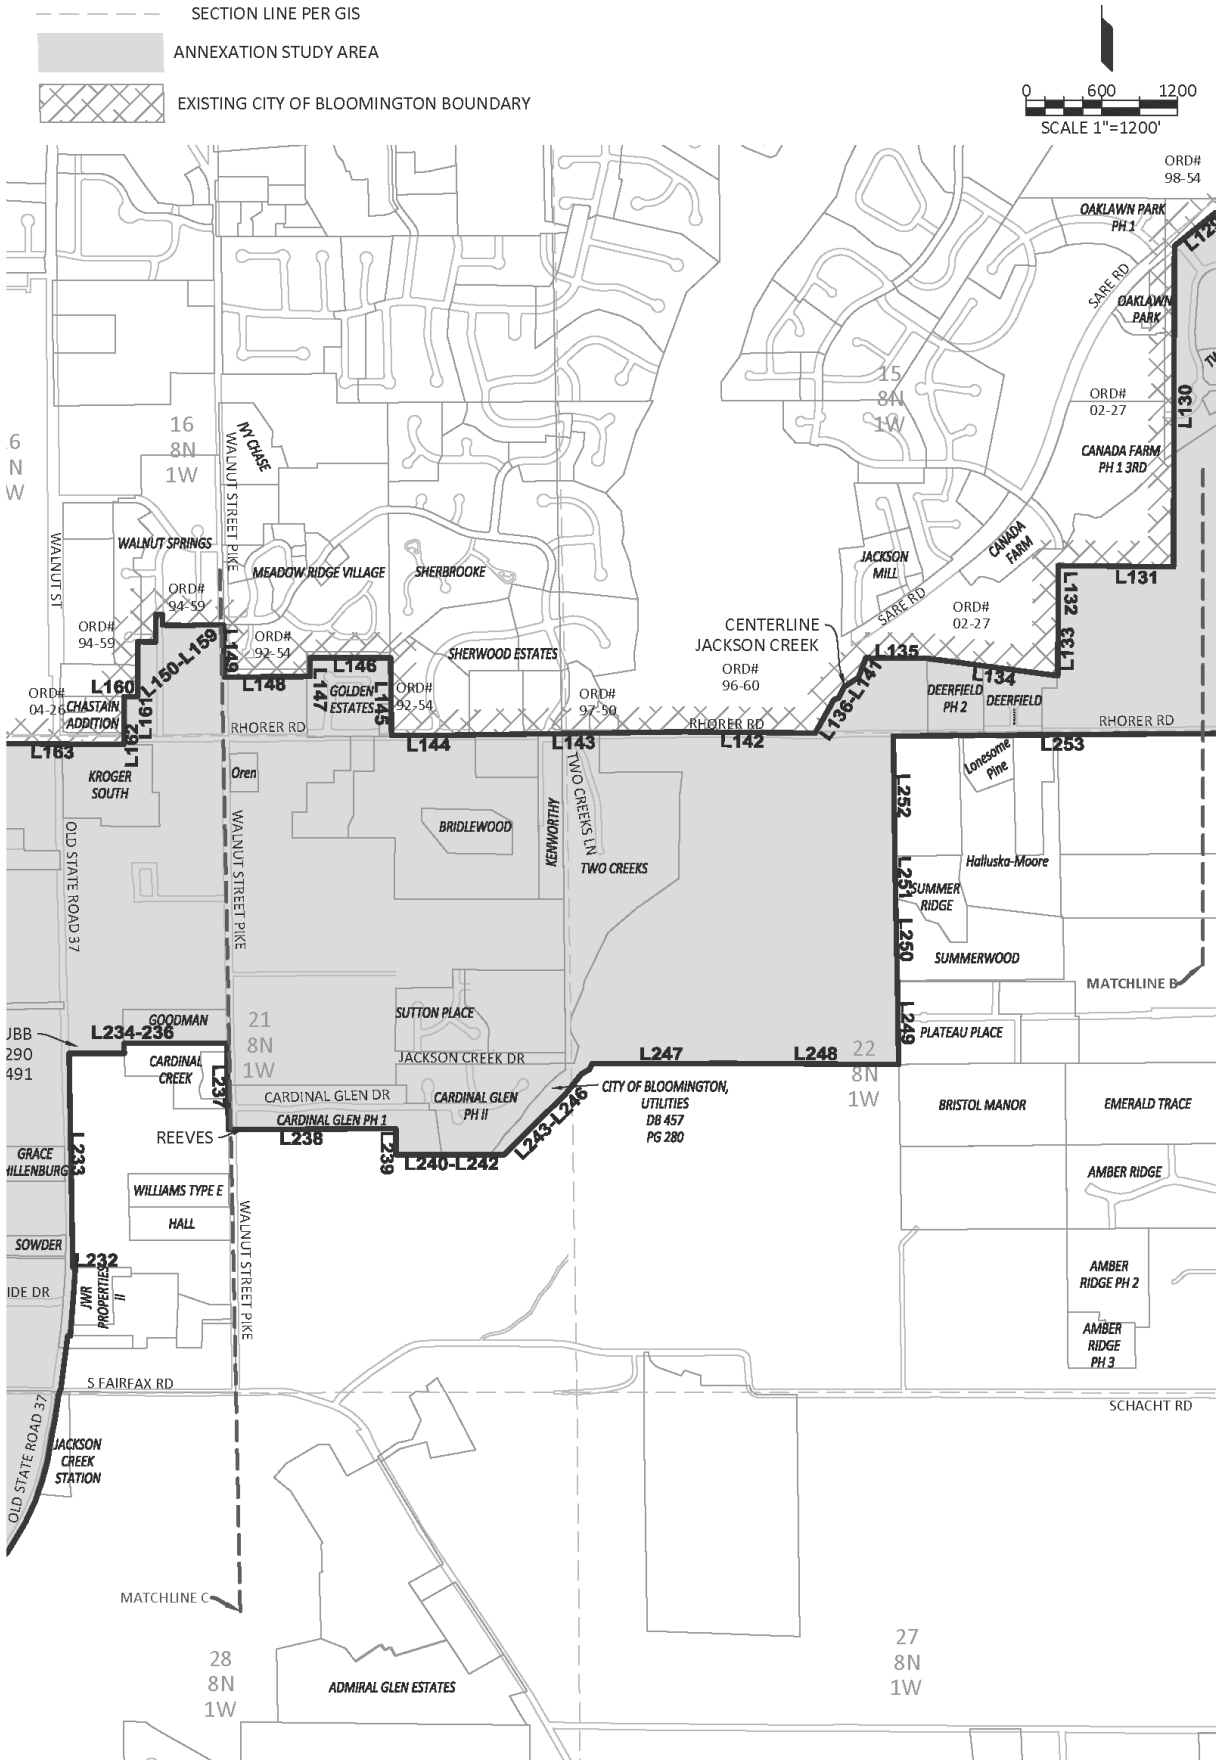 SECTION LINE PER GIS
ANNEXATION STUDY AREA
EXISTING CITY OF BLOOMINGTON BOUNDARY
0 600 1200
SCALE 1"=1200'
ORD#
98-54
OAKLAWN PARK
PH 1
SARE RD
OAKLAWN
PARK
L130
ORD#
02-27
CANADA FARM
PH 1 3RD
15
8N
1W
16
8N
1W
N
W
IVY CHASE
WALNUT STREET PIKE
WALNUT ST
WALNUT SPRINGS
MEADOW RIDGE VILLAGE
SHERBROOKE
JACKSON
MILL
CANADA
FARM
SARE RD
ORD#
02-27
L131
L132
L133
ORD#
94-59
ORD#
94-59
ORD#
92-54
SHERWOOD ESTATES
CENTERLINE
JACKSON CREEK
ORD#
96-60
L135
L134
L136-L141
L149
L150-L159
L160
L161
L162
L148
L147
L146
L145
GOLDEN
ESTATES
ORD#
92-54
ORD#
97-50
ORD#
04-26
CHASTAIN
ADDITION
DEERFIELD
PH 2
DEERFIELD
RHORER RD
RHORER RD
RHORER RD
L163
L144
L143
L142
L253
KROGER
SOUTH
Oren
Lonesome
Pine
L252
OLD STATE ROAD 37
WALNUT STREET PIKE
BRIDLEWOOD
KENWORTHY
TWO CREEKS LN
TWO CREEKS
Halluska-Moore
L251
SUMMER
RIDGE
L250
SUMMERWOOD
MATCHLINE B
GOODMAN
L234-236
UBB
290
491
CARDINAL
CREEK
L237
21
8N
1W
SUTTON PLACE
JACKSON CREEK DR
L249
PLATEAU PLACE
L247
L248
22
8N
1W
CARDINAL GLEN DR
CARDINAL GLEN
PH II
CITY OF BLOOMINGTON,
UTILITIES
DB 457
PG 280
BRISTOL MANOR
EMERALD TRACE
CARDINAL GLEN PH 1
REEVES
L238
L239
L240-L242
L243-L246
L233
GRACE
HILLENBURG
AMBER RIDGE
WILLIAMS TYPE E
HALL
SOWDER
L232
WALNUT STREET PIKE
IDE DR
JWR
PROPERTIES
II
AMBER
RIDGE PH 2
AMBER
RIDGE
PH 3
S FAIRFAX RD
SCHACHT RD
OLD STATE ROAD 37
JACKSON
CREEK
STATION
MATCHLINE C
28
8N
1W
27
8N
1W
ADMIRAL GLEN ESTATES